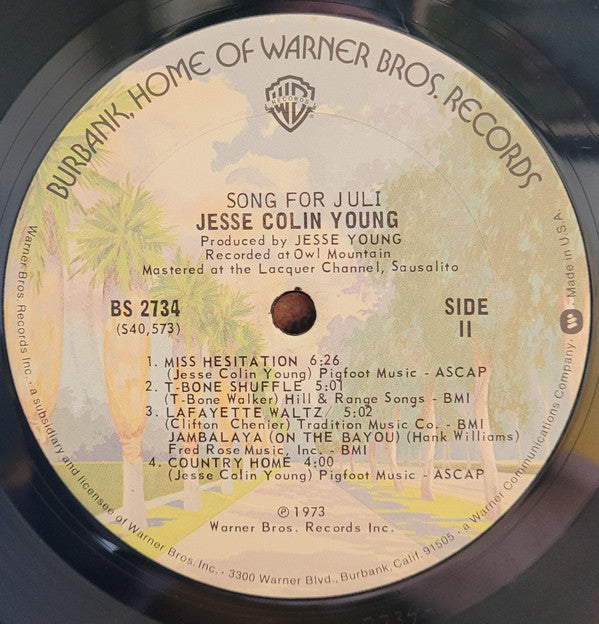 BURBANK, HOME OF WARNER BROS. RECORDS
WB
RECORDS
®
SONG FOR JULI
JESSE COLIN YOUNG
Produced by JESSE YOUNG
Recorded at Owl Mountain
Mastered at the Lacquer Channel, Sausalito
BS 2734
(S40,573)
SIDE
II
1. MISS HESITATION 6:26
(Jesse Colin Young) Pigfoot Music - ASCAP
2. T-BONE SHUFFLE 5:01
(T-Bone Walker) Hill & Range Songs - BMI
3. LAFAYETTE WALTZ/ 5:02
(Clifton Chenier) Tradition Music Co. - BMI
JAMBALAYA (ON THE BAYOU) (Hank Williams)
Fred Rose Music, Inc. - BMI
4. COUNTRY HOME 4:00
(Jesse Colin Young) Pigfoot Music - ASCAP
℗ 1973
Warner Bros. Records Inc.
Warner Bros. Records Inc. • a subsidiary and licensee of Warner Bros. Inc. • 3300 Warner Blvd., Burbank, Calif. 91505 • a Warner Communications Company. • Made in U.S.A.